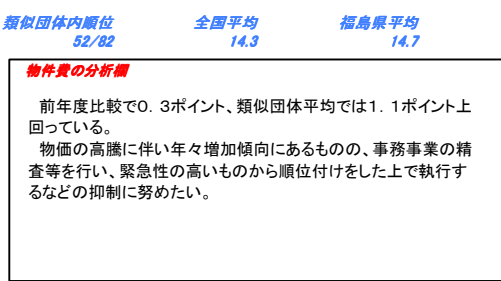 類似団体内順位 全国平均 福島県平均
52/82 14.3 14.7
物件費の分析欄
前年度比較で0．3ポイント、類似団体平均では1．1ポイント上
回っている。
物価の高騰に伴い年々増加傾向にあるものの、事務事業の精
査等を行い、緊急性の高いものから順位付けをした上で執行す
るなどの抑制に努めたい。